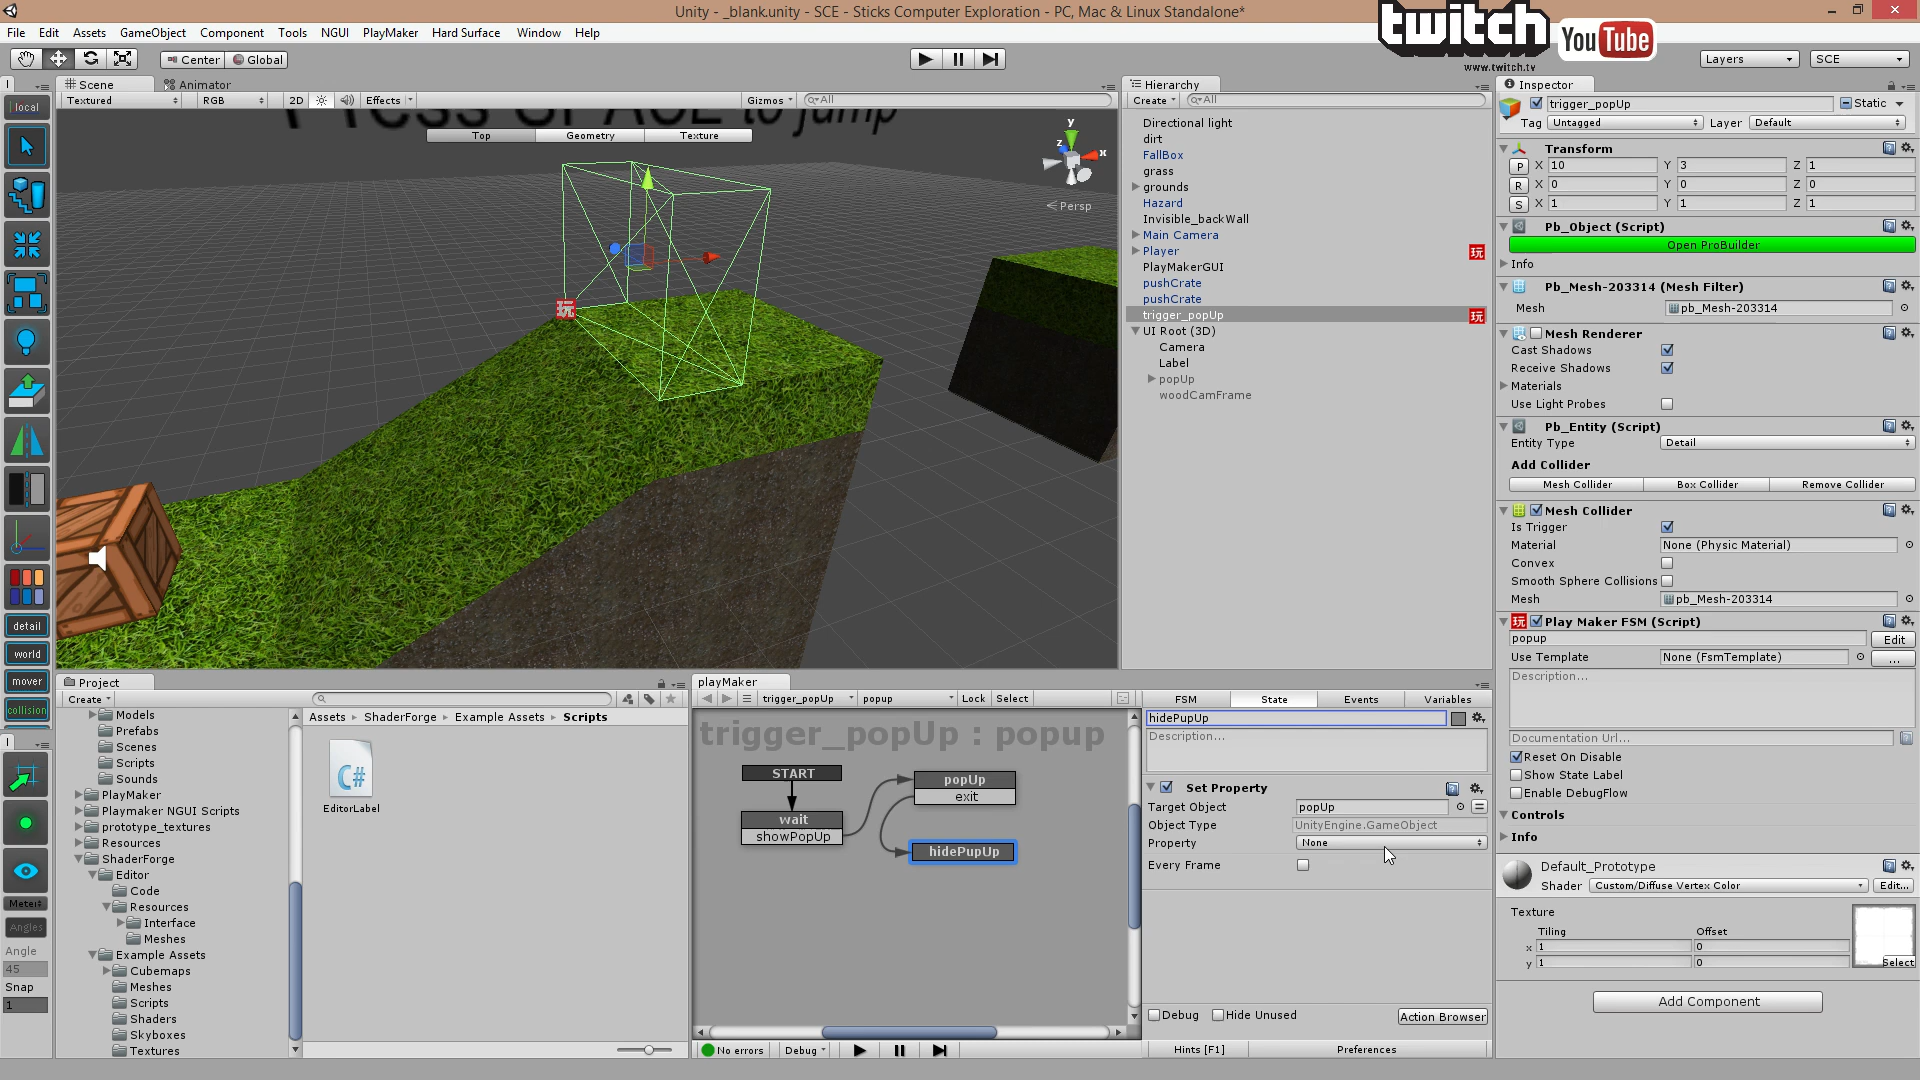 Unity - _blank.unity - SCE - Sticks Computer Exploration - PC, Mac & Linux Standalone*
twitch
www.twitch.tv
YouTube
File Edit Assets GameObject Component Tools NGUI PlayMaker Hard Surface Window Help
Center Global
Layers
SCE
Scene Animator
Textured RGB 2D Effects Gizmos All
Press SPACE to jump
Top Geometry Texture
y
z
x
Persp
local
detail
world
mover
collision
Angles
Angle
45
Snap
1
Hierarchy
Create All
Directional light
dirt
FallBox
grass
grounds
Hazard
Invisible_backWall
Main Camera
Player
玩
PlayMakerGUI
pushCrate
pushCrate
trigger_popUp
玩
UI Root (3D)
Camera
Label
popUp
woodCamFrame
玩
Inspector
trigger_popUp Static
Tag Untagged Layer Default
Transform
P X 10 Y 3 Z 1
R X 0 Y 0 Z 0
S X 1 Y 1 Z 1
Pb_Object (Script)
Open ProBuilder
Info
Pb_Mesh-203314 (Mesh Filter)
Mesh pb_Mesh-203314
Mesh Renderer
Cast Shadows
Receive Shadows
Materials
Use Light Probes
Pb_Entity (Script)
Entity Type Detail
Add Collider
Mesh Collider Box Collider Remove Collider
Mesh Collider
Is Trigger
Material None (Physic Material)
Convex
Smooth Sphere Collisions
Mesh pb_Mesh-203314
玩 Play Maker FSM (Script)
popup Edit
Use Template None (FsmTemplate) ...
Description...
Documentation Url...
Reset On Disable
Show State Label
Enable DebugFlow
Controls
Info
Default_Prototype
Shader Custom/Diffuse Vertex Color Edit...
Texture
Tiling Offset
x 1 0
y 1 0
Select
Add Component
Project
Create
Models
Prefabs
Scenes
Scripts
Sounds
PlayMaker
Playmaker NGUI Scripts
prototype_textures
Resources
ShaderForge
Editor
Code
Resources
Interface
Meshes
Example Assets
Cubemaps
Meshes
Scripts
Shaders
Skyboxes
Textures
Assets ShaderForge Example Assets Scripts
C#
EditorLabel
playMaker
trigger_popUp popup Lock Select
trigger_popUp : popup
START
wait
showPopUp
popUp
exit
hidePupUp
No errors Debug
FSM State Events Variables
hidePupUp
Description...
Set Property
Target Object popUp
Object Type UnityEngine.GameObject
Property None
Every Frame
Debug Hide Unused Action Browser
Hints [F1] Preferences